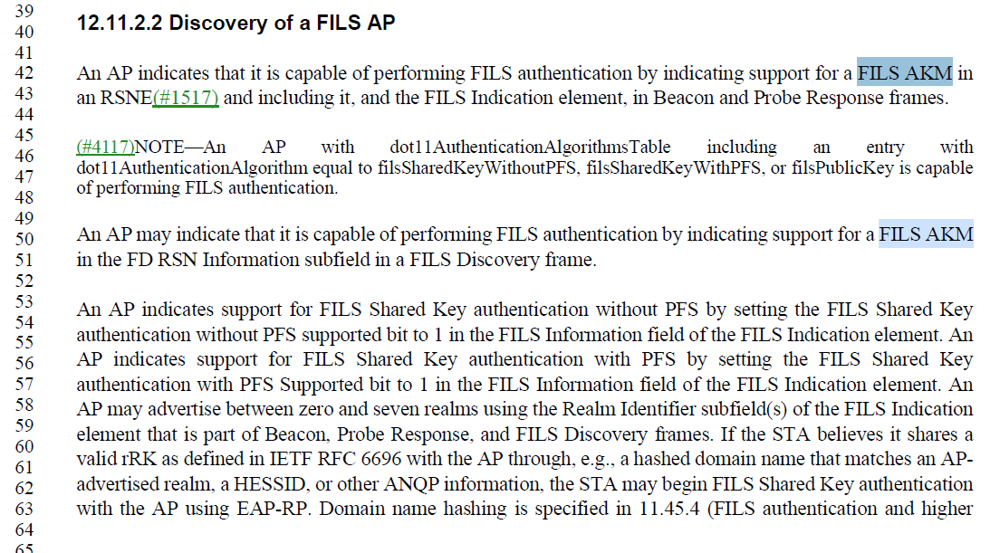 39
40
41
42
43
44
45
46
47
48
49
50
51
52
53
54
55
56
57
58
59
60
61
62
63
64
65
12.11.2.2 Discovery of a FILS AP
An AP indicates that it is capable of performing FILS authentication by indicating support for a FILS AKM in
an RSNE(#1517) and including it, and the FILS Indication element, in Beacon and Probe Response frames.
(#4117)NOTE—An AP with dot11AuthenticationAlgorithmsTable including an entry with
dot11AuthenticationAlgorithm equal to filsSharedKeyWithoutPFS, filsSharedKeyWithPFS, or filsPublicKey is capable
of performing FILS authentication.
An AP may indicate that it is capable of performing FILS authentication by indicating support for a FILS AKM
in the FD RSN Information subfield in a FILS Discovery frame.
An AP indicates support for FILS Shared Key authentication without PFS by setting the FILS Shared Key
authentication without PFS supported bit to 1 in the FILS Information field of the FILS Indication element. An
AP indicates support for FILS Shared Key authentication with PFS by setting the FILS Shared Key
authentication with PFS Supported bit to 1 in the FILS Information field of the FILS Indication element. An
AP may advertise between zero and seven realms using the Realm Identifier subfield(s) of the FILS Indication
element that is part of Beacon, Probe Response, and FILS Discovery frames. If the STA believes it shares a
valid rRK as defined in IETF RFC 6696 with the AP through, e.g., a hashed domain name that matches an AP-
advertised realm, a HESSID, or other ANQP information, the STA may begin FILS Shared Key authentication
with the AP using EAP-RP. Domain name hashing is specified in 11.45.4 (FILS authentication and higher